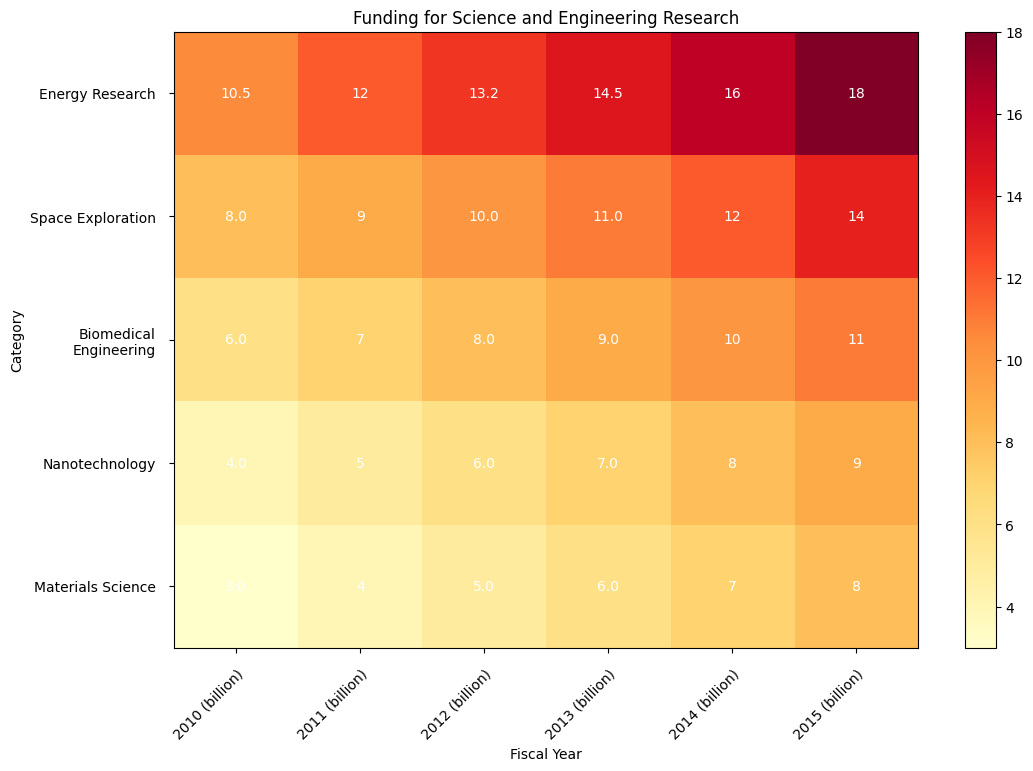 Funding for Science and Engineering Research
Category
Energy Research 10.5 12 13.2 14.5 16 18
Space Exploration 8.0 9 10.0 11.0 12 14
Biomedical
Engineering 6.0 7 8.0 9.0 10 11
Nanotechnology 4.0 5 6.0 7.0 8 9
Materials Science 3.0 4 5.0 6.0 7 8
2010 (billion) 2011 (billion) 2012 (billion) 2013 (billion) 2014 (billion) 2015 (billion)
Fiscal Year
18
16
14
12
10
8
6
4